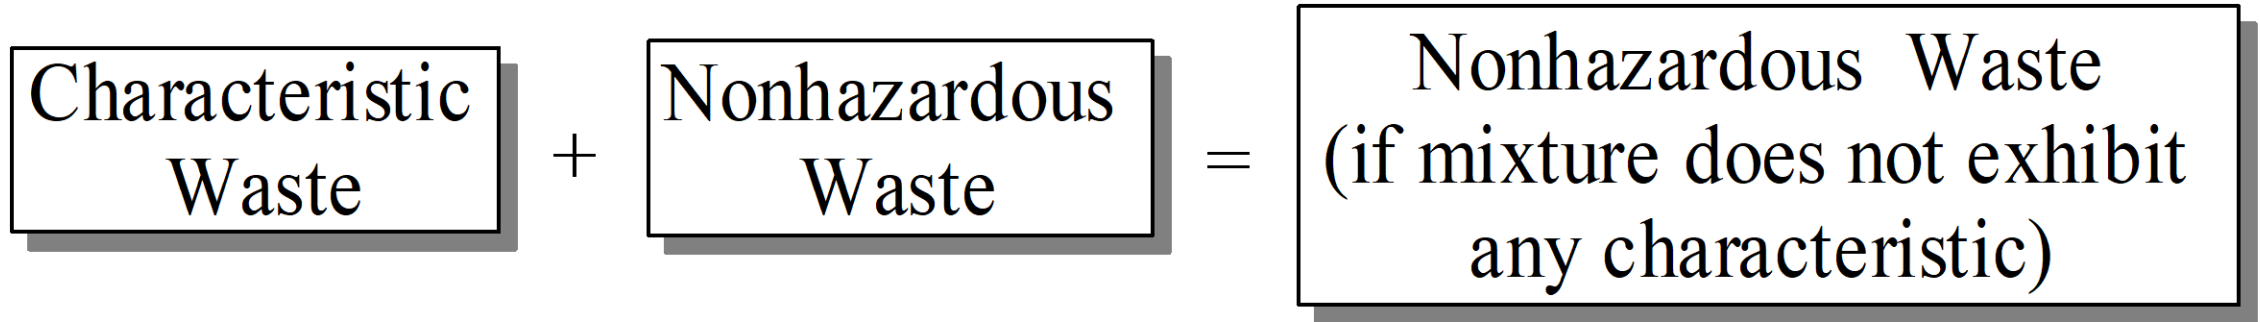 Characteristic
Waste
+
Nonhazardous
Waste
=
Nonhazardous Waste
(if mixture does not exhibit
any characteristic)